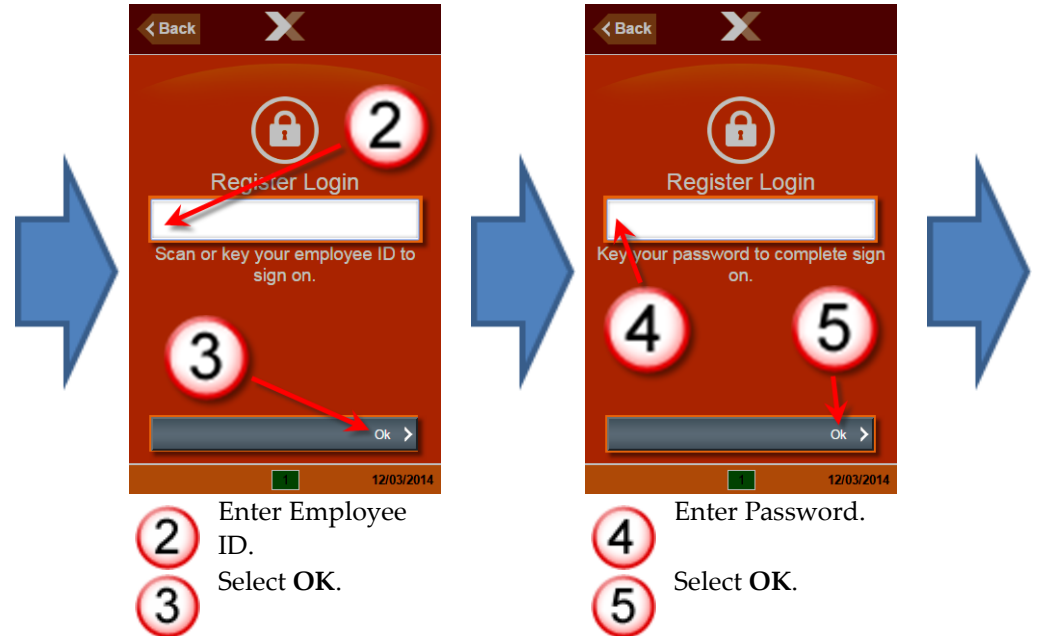 Back
2
Register Login
Scan or key your employee ID to
sign on.
3
Ok
1
12/03/2014
2 Enter Employee
ID.
3 Select OK.
Back
Register Login
Key your password to complete sign
on.
4
5
Ok
1
12/03/2014
4 Enter Password.
5 Select OK.